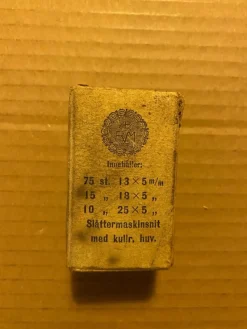 Innehåller:
75 st. 13×5 m/m
15 „ 18×5 „
10 „ 25×5 „
Slåttermaskinsnit
med kullr. huv.